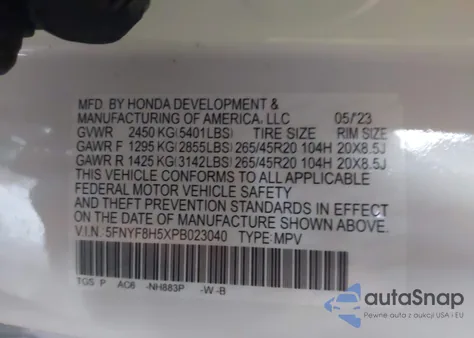 MFD. BY HONDA DEVELOPMENT &
MANUFACTURING OF AMERICA, LLC 05/23
GVWR 2450 KG(5401LBS) TIRE SIZE RIM SIZE
GAWR F 1295 KG(2855LBS) 265/45R20 104H 20X8.5J
GAWR R 1425 KG(3142LBS) 265/45R20 104H 20X8.5J
THIS VEHICLE CONFORMS TO ALL APPLICABLE
FEDERAL MOTOR VEHICLE SAFETY
AND THEFT PREVENTION STANDARDS IN EFFECT
ON THE DATE OF MANUFACTURE SHOWN ABOVE.
V.I.N.: 5FNYF8H5XPB023040 TYPE: MPV
TGS P AC6 -NH883P -W -B
autoSnap
Pewne auta z aukcji USA i EU